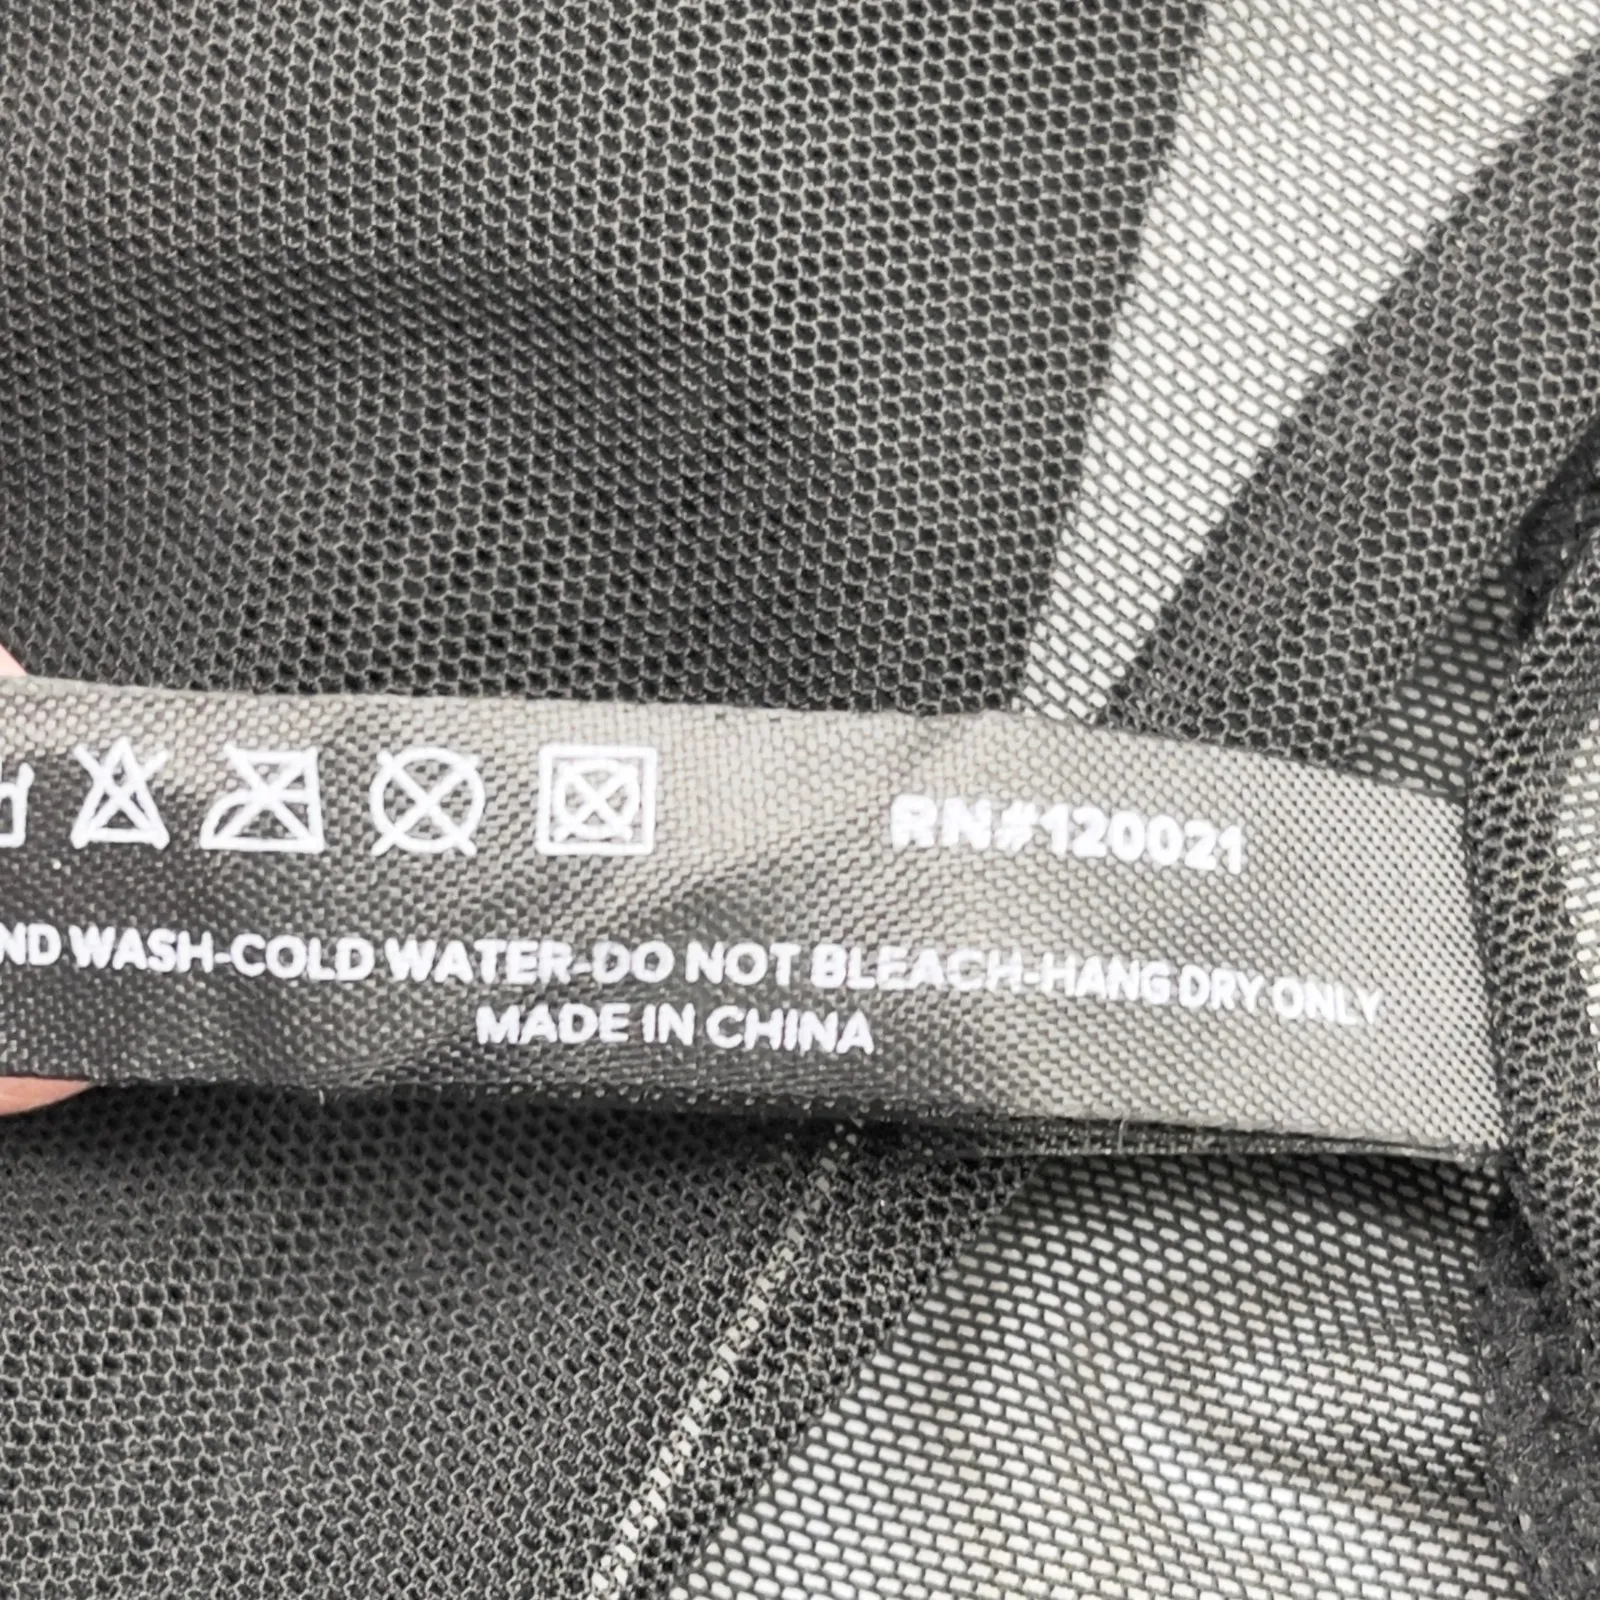 RN#120021
ND WASH-COLD WATER-DO NOT BLEACH-HANG DRY ONLY
MADE IN CHINA